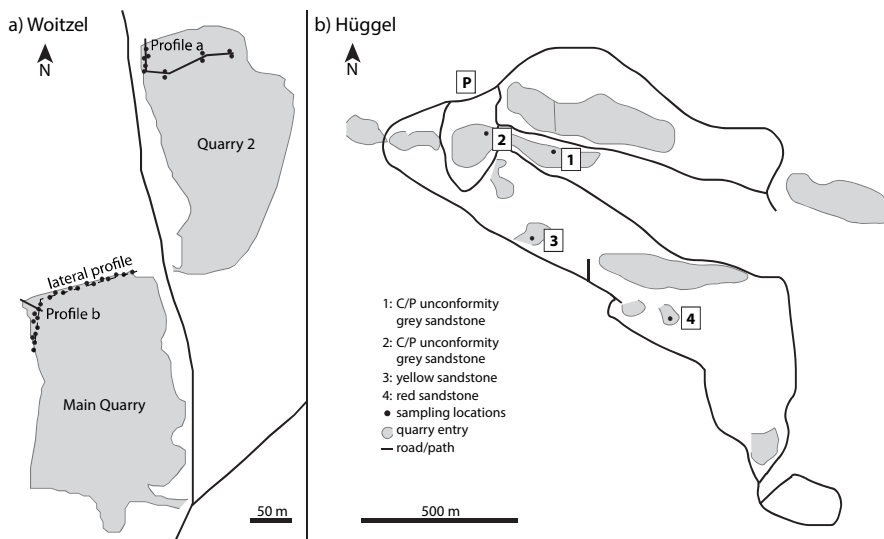 a) Woitzel
N
Profile a
Quarry 2
lateral profile
Profile b
Main Quarry
50 m
b) Hüggel
N
P
2
1
3
4
1: C/P unconformity
grey sandstone
2: C/P unconformity
grey sandstone
3: yellow sandstone
4: red sandstone
sampling locations
quarry entry
road/path
500 m